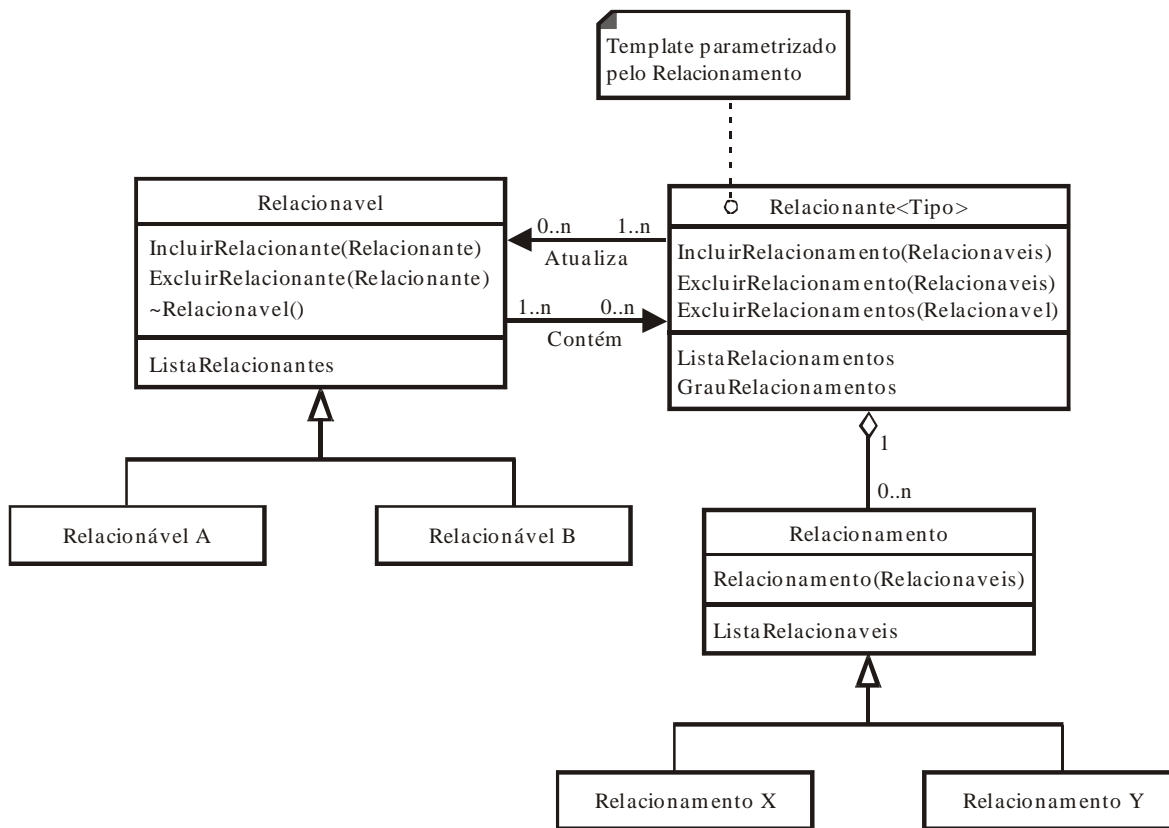 Template parametrizado
pelo Relacionamento
Relacionavel
IncluirRelacionante(Relacionante)
ExcluirRelacionante(Relacionante)
~Relacionavel()
ListaRelacionantes
0..n 1..n
Atualiza
1..n 0..n
Contém
Relacionante<Tipo>
IncluirRelacionamento(Relacionaveis)
ExcluirRelacionamento(Relacionaveis)
ExcluirRelacionamentos(Relacionavel)
ListaRelacionamentos
GrauRelacionamentos
1
0..n
Relacionável A
Relacionável B
Relacionamento
Relacionamento(Relacionaveis)
ListaRelacionaveis
Relacionamento X
Relacionamento Y